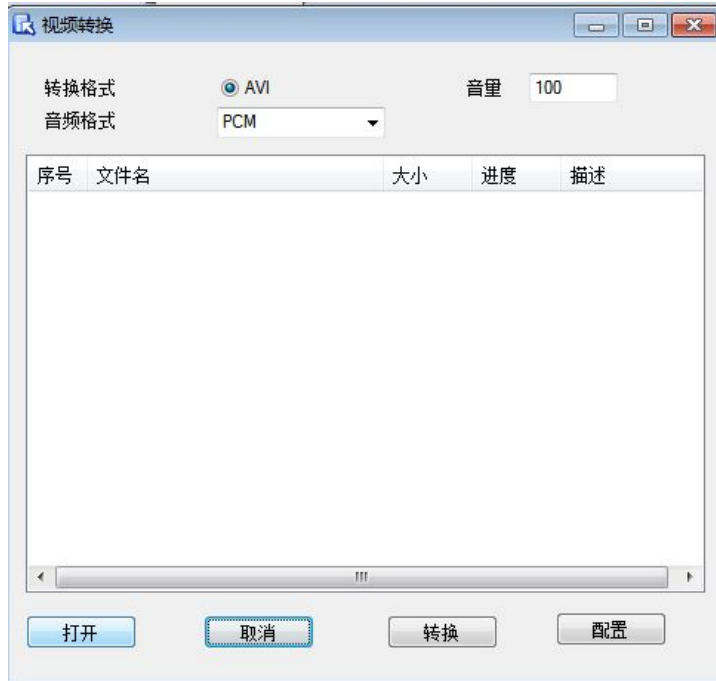 视频转换
转换格式 AVI 音量 100
音频格式 PCM
序号 文件名 大小 进度 描述
打开 取消 转换 配置